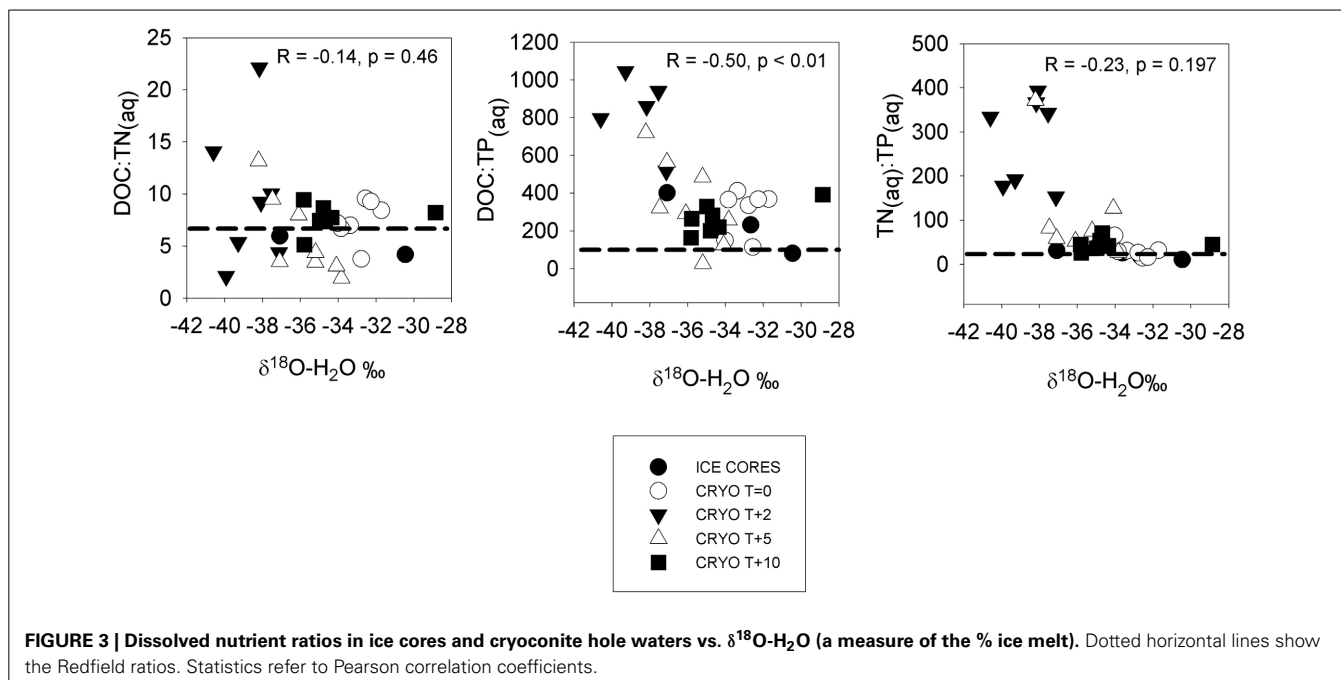 25
20
15
10
5
0
DOC:TN(aq)
R = -0.14, p = 0.46
-42 -40 -38 -36 -34 -32 -30 -28
δ18O-H2O ‰
1200
1000
800
600
400
200
0
DOC:TP(aq)
R = -0.50, p < 0.01
-42 -40 -38 -36 -34 -32 -30 -28
δ18O-H2O ‰
500
400
300
200
100
0
TN(aq):TP(aq)
R = -0.23, p = 0.197
-42 -40 -38 -36 -34 -32 -30 -28
δ18O-H2O‰
ICE CORES
CRYO T=0
CRYO T+2
CRYO T+5
CRYO T+10
FIGURE 3 | Dissolved nutrient ratios in ice cores and cryoconite hole waters vs. δ18O-H2O (a measure of the % ice melt). Dotted horizontal lines show
the Redfield ratios. Statistics refer to Pearson correlation coefficients.